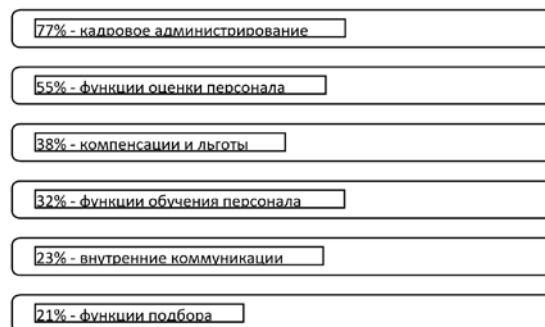 77% - кадровое администрирование
55% - функции оценки персонала
38% - компенсации и льготы
32% - функции обучения персонала
23% - внутренние коммуникации
21% - функции подбора